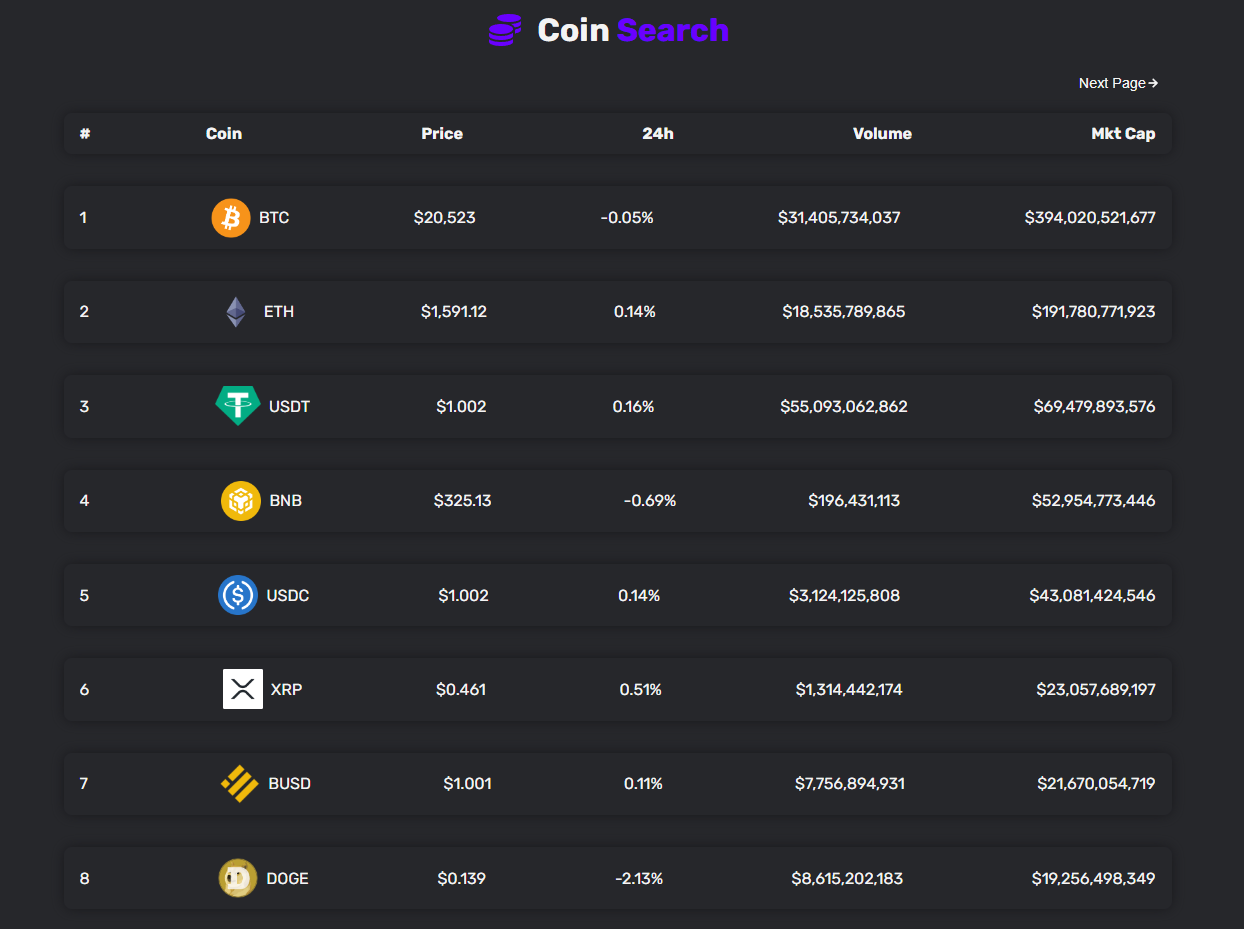 Coin Search
Next Page→
# Coin Price 24h Volume Mkt Cap
1 BTC $20,523 -0.05% $31,405,734,037 $394,020,521,677
2 ETH $1,591.12 0.14% $18,535,789,865 $191,780,771,923
3 USDT $1.002 0.16% $55,093,062,862 $69,479,893,576
4 BNB $325.13 -0.69% $196,431,113 $52,954,773,446
5 USDC $1.002 0.14% $3,124,125,808 $43,081,424,546
6 XRP $0.461 0.51% $1,314,442,174 $23,057,689,197
7 BUSD $1.001 0.11% $7,756,894,931 $21,670,054,719
8 DOGE $0.139 -2.13% $8,615,202,183 $19,256,498,349